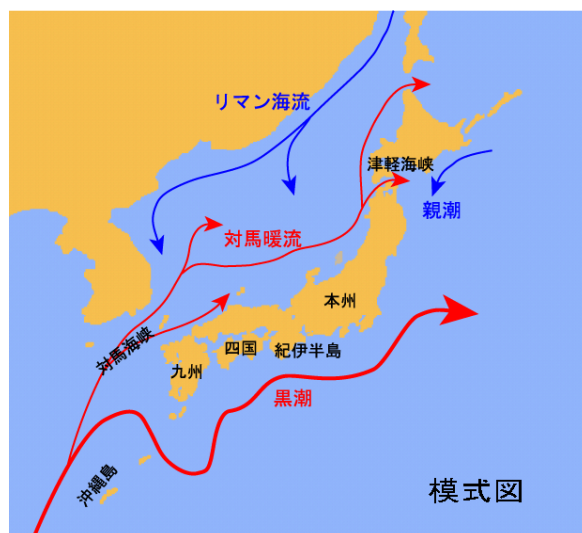 リマン海流
津軽海峡
親潮
対馬暖流
本州
対馬海峡
四国
紀伊半島
九州
黒潮
沖縄島
模式図